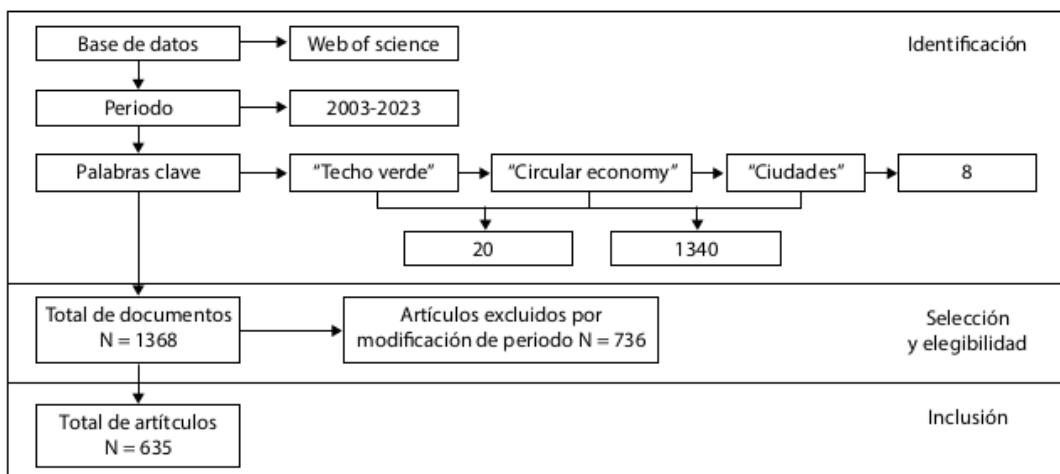 Base de datos
Web of science
Identificación
Periodo
2003-2023
Palabras clave
“Techo verde”
“Circular economy”
“Ciudades”
8
20
1340
Total de documentos
N = 1368
Artículos excluidos por
modificación de periodo N = 736
Selección
y elegibilidad
Total de artítculos
N = 635
Inclusión